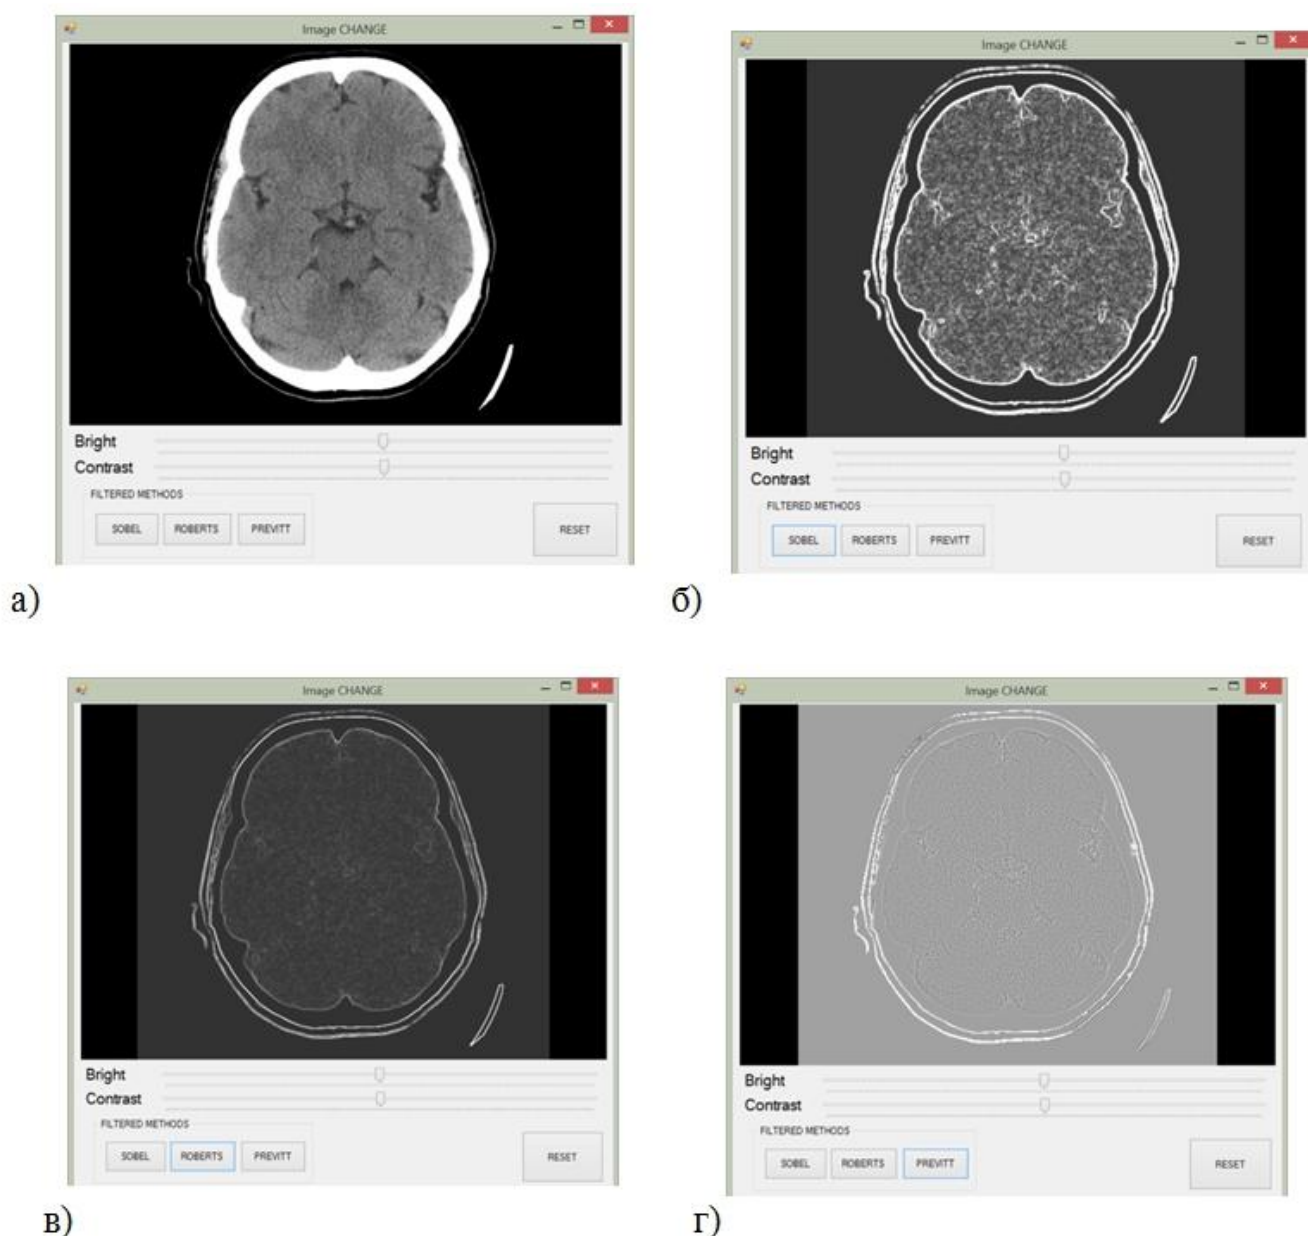 Image CHANGE
Bright
Contrast
FILTERED METHODS
SOBEL ROBERTS PREVITT
RESET
а)
Image CHANGE
Bright
Contrast
FILTERED METHODS
SOBEL ROBERTS PREVITT
RESET
б)
Image CHANGE
Bright
Contrast
FILTERED METHODS
SOBEL ROBERTS PREVITT
RESET
в)
Image CHANGE
Bright
Contrast
FILTERED METHODS
SOBEL ROBERTS PREVITT
RESET
г)